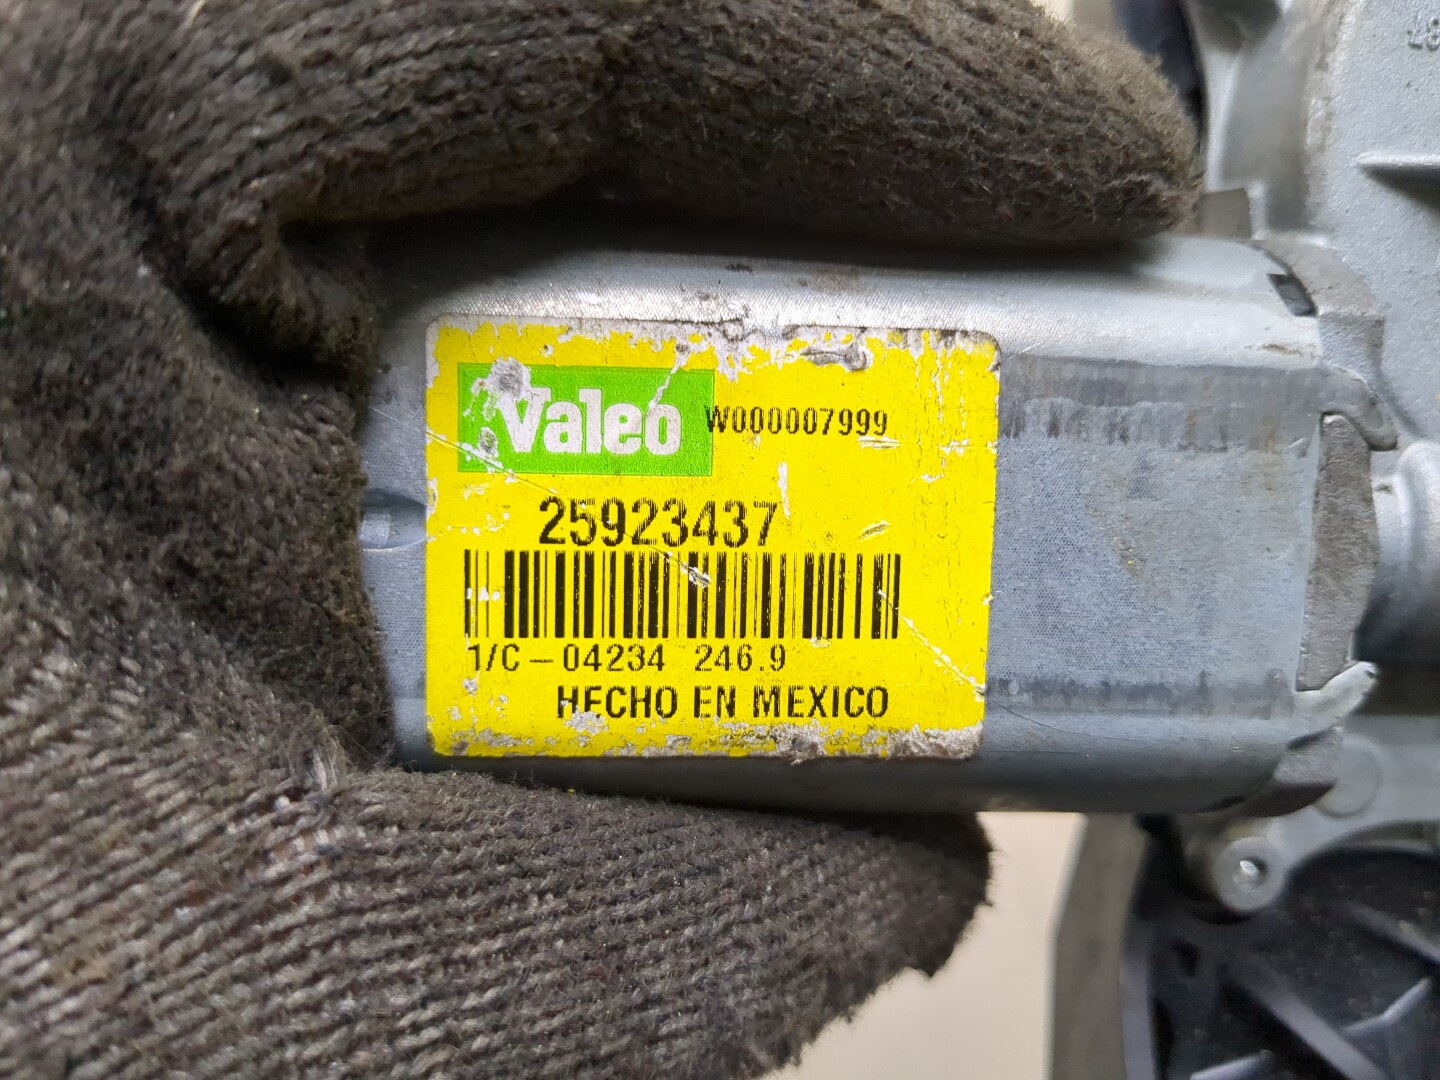 Valeo W000007999
25923437
1/C-04234 246.9
HECHO EN MEXICO